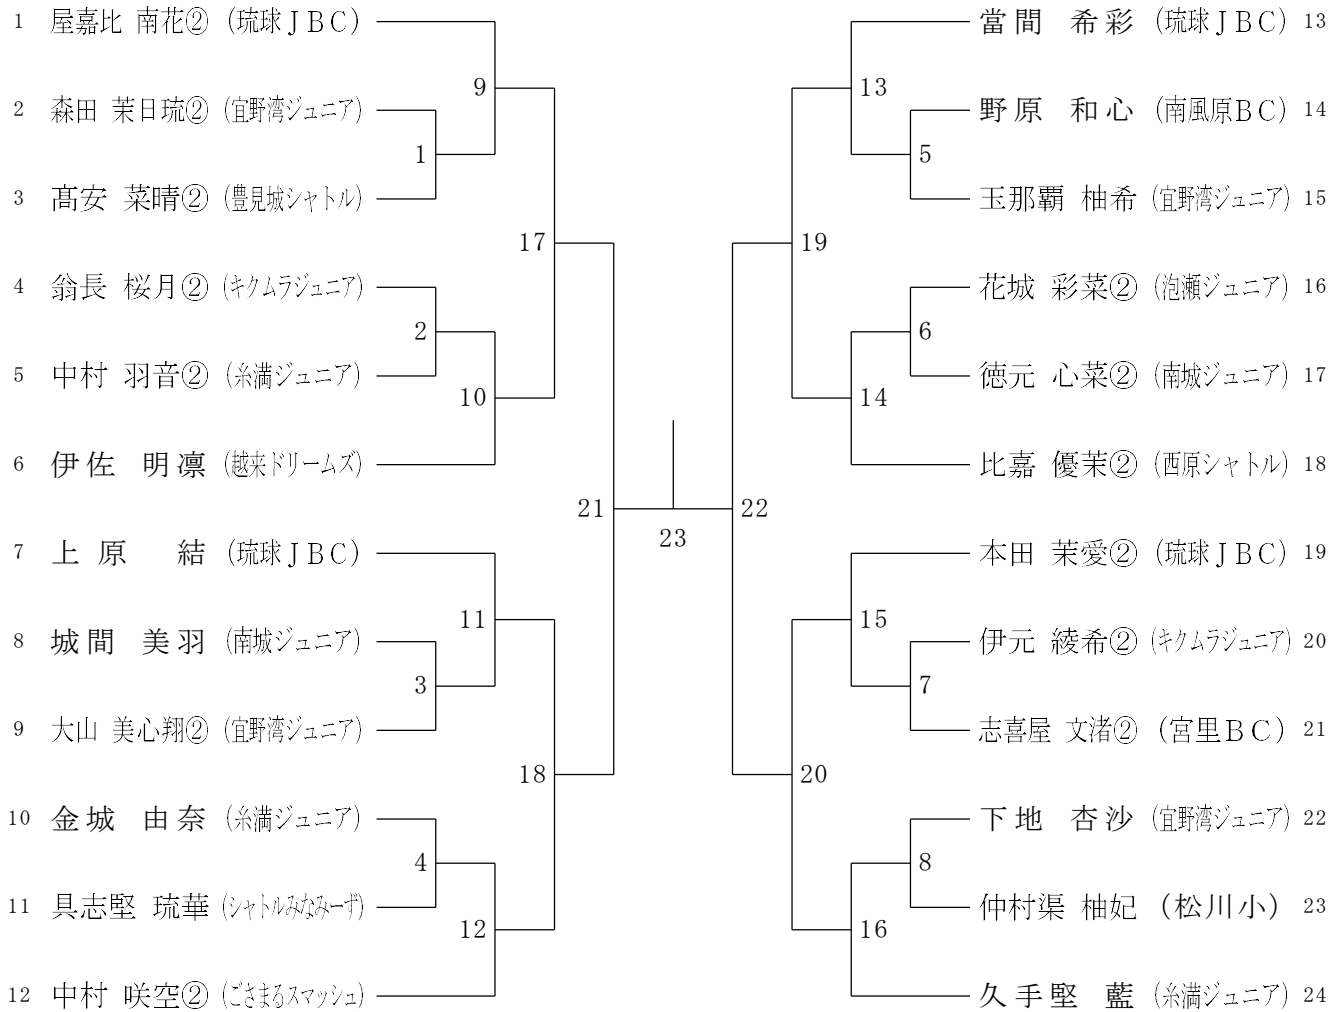 1 屋嘉比 南花② (琉球ＪＢＣ)
2 森田 茉日琉② (宜野湾ジュニア)
3 髙安 菜晴② (豊見城シャトル)
4 翁長 桜月② (キクムラジュニア)
5 中村 羽音② (糸満ジュニア)
6 伊佐 明凛 (越来ドリームズ)
7 上原 結 (琉球ＪＢＣ)
8 城間 美羽 (南城ジュニア)
9 大山 美心翔② (宜野湾ジュニア)
10 金城 由奈 (糸満ジュニア)
11 具志堅 琉華 (シャトルみなみーず)
12 中村 咲空② (ごさまるスマッシュ)
9
1
17
2
10
21
11
3
18
4
12
23
13
5
19
6
14
22
15
7
20
8
16
當間 希彩 (琉球ＪＢＣ) 13
野原 和心 (南風原ＢＣ) 14
玉那覇 柚希 (宜野湾ジュニア) 15
花城 彩菜② (泡瀬ジュニア) 16
徳元 心菜② (南城ジュニア) 17
比嘉 優茉② (西原シャトル) 18
本田 茉愛② (琉球ＪＢＣ) 19
伊元 綾希② (キクムラジュニア) 20
志喜屋 文渚② (宮里ＢＣ) 21
下地 杏沙 (宜野湾ジュニア) 22
仲村渠 柚妃 (松川小) 23
久手堅 藍 (糸満ジュニア) 24